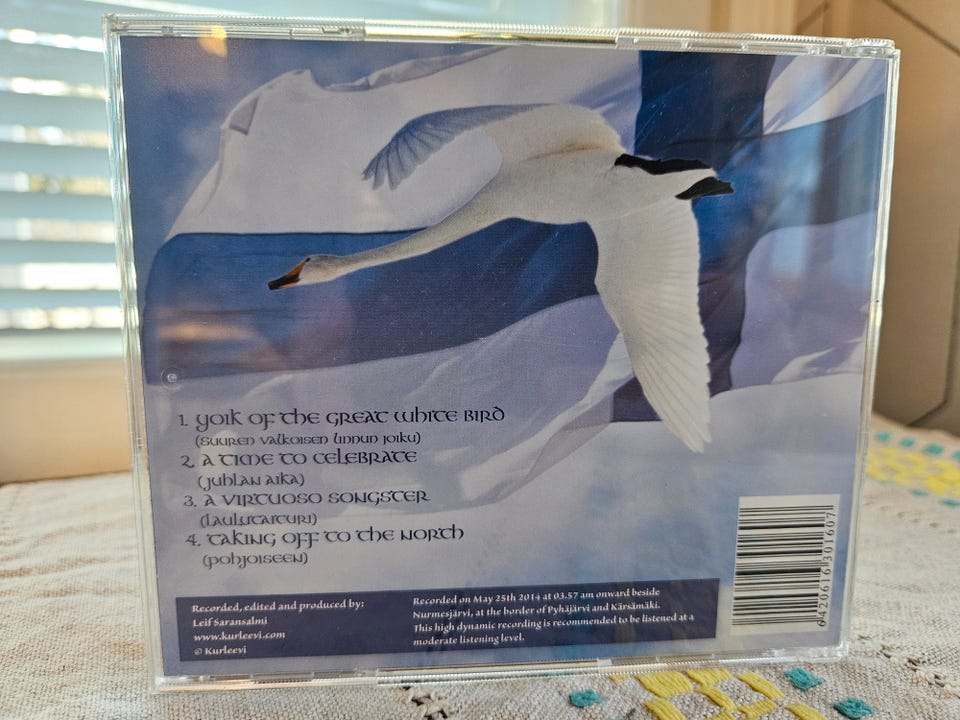 1. Yoik of the Great White Bird
(Suuren valkoisen linnun joiku)
2. A Time to Celebrate
(Juhlan aika)
3. A Virtuoso Songster
(Laulutaituri)
4. Taking off to the North
(Pohjoiseen)
Recorded, edited and produced by:
Leif Saransalmi
www.kurleevi.com
© Kurleevi
Recorded on May 25th 2014 at 03.57 am onward beside
Nurmesjärvi, at the border of Pyhäjärvi and Kärsämäki.
This high dynamic recording is recommended to be listened at a
moderate listening level.
6420616301607